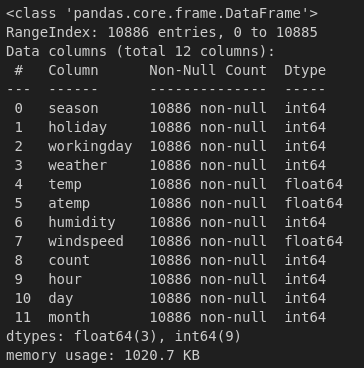 <class 'pandas.core.frame.DataFrame'>
RangeIndex: 10886 entries, 0 to 10885
Data columns (total 12 columns):
 #   Column      Non-Null Count  Dtype
---  ------      --------------  -----
 0   season      10886 non-null  int64
 1   holiday     10886 non-null  int64
 2   workingday  10886 non-null  int64
 3   weather     10886 non-null  int64
 4   temp        10886 non-null  float64
 5   atemp       10886 non-null  float64
 6   humidity    10886 non-null  int64
 7   windspeed   10886 non-null  float64
 8   count       10886 non-null  int64
 9   hour        10886 non-null  int64
 10  day         10886 non-null  int64
 11  month       10886 non-null  int64
dtypes: float64(3), int64(9)
memory usage: 1020.7 KB